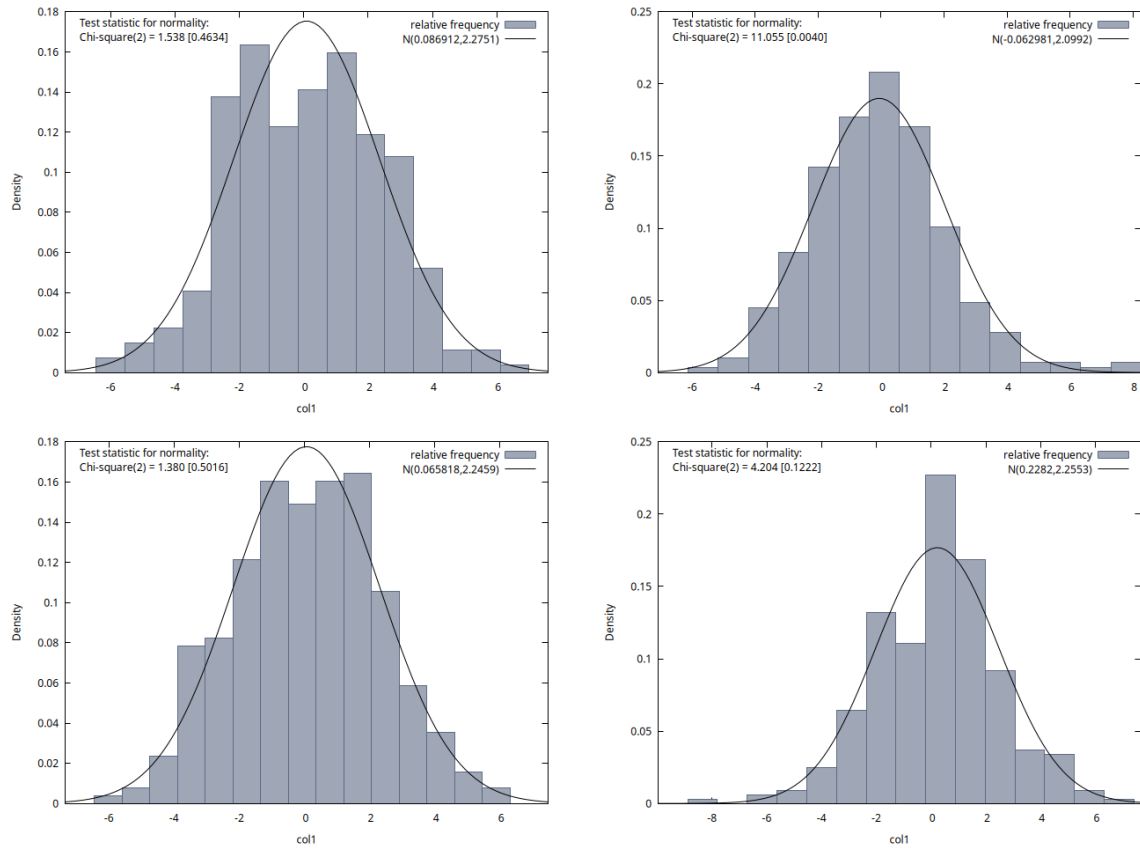 Test statistic for normality:
Chi-square(2) = 1.538 [0.4634]
relative frequency
N(0.086912,2.2751)
0.18
0.16
0.14
0.12
0.1
0.08
0.06
0.04
0.02
0
Density
-6 -4 -2 0 2 4 6
col1
Test statistic for normality:
Chi-square(2) = 11.055 [0.0040]
relative frequency
N(-0.062981,2.0992)
0.25
0.2
0.15
0.1
0.05
0
Density
-6 -4 -2 0 2 4 6 8
col1
Test statistic for normality:
Chi-square(2) = 1.380 [0.5016]
relative frequency
N(0.065818,2.2459)
0.18
0.16
0.14
0.12
0.1
0.08
0.06
0.04
0.02
0
Density
-6 -4 -2 0 2 4 6
col1
Test statistic for normality:
Chi-square(2) = 4.204 [0.1222]
relative frequency
N(0.2282,2.2553)
0.25
0.2
0.15
0.1
0.05
0
Density
-8 -6 -4 -2 0 2 4 6
col1